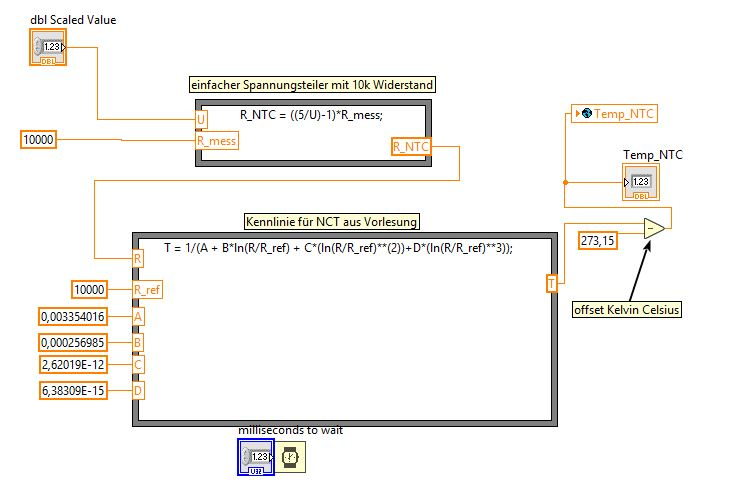 dbl Scaled Value
1.23
DBL
einfacher Spannungsteiler mit 10k Widerstand
R_NTC = ((5/U)-1)*R_mess;
U
10000
R_mess
R_NTC
Temp_NTC
Temp_NTC
1.23
DBL
Kennlinie für NCT aus Vorlesung
T = 1/(A + B*ln(R/R_ref) + C*(ln(R/R_ref)**(2))+D*(ln(R/R_ref)**3));
273,15
R
T
10000
R_ref
offset Kelvin Celsius
0,003354016
A
0,000256985
B
2,62019E-12
C
6,38309E-15
D
milliseconds to wait
1.23
U32